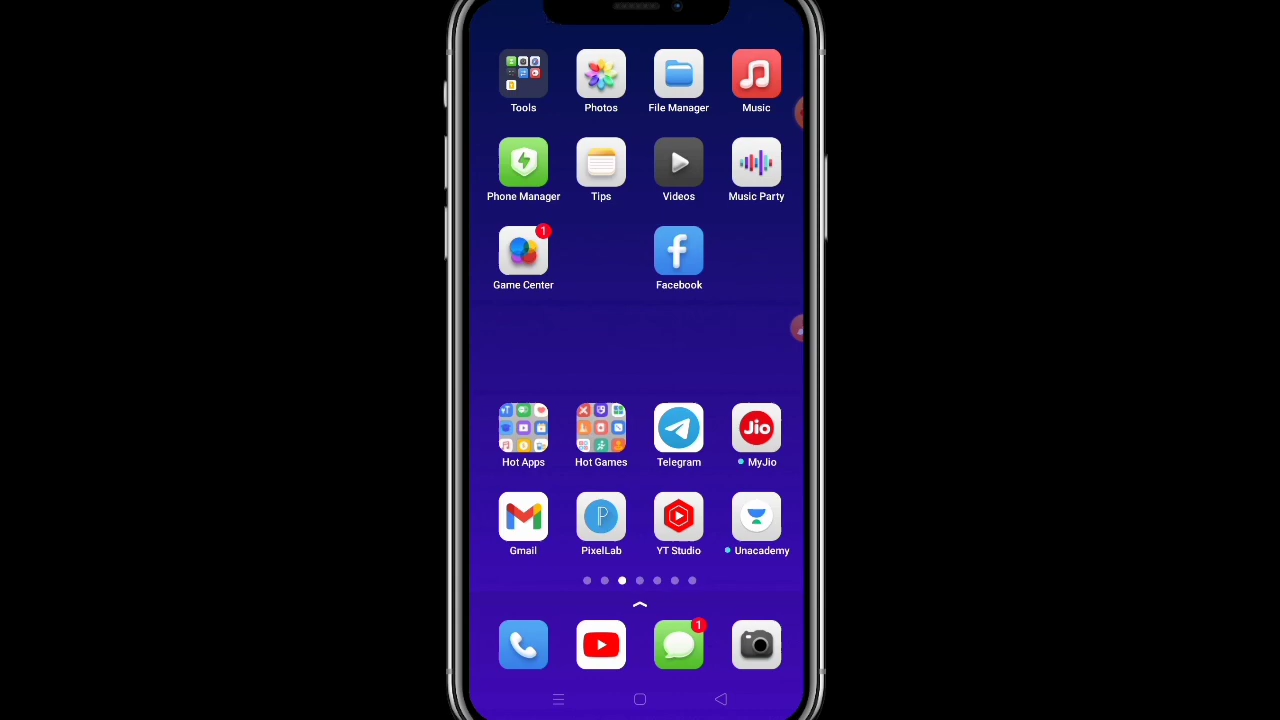 Tools Photos File Manager Music
Phone Manager Tips Videos Music Party
1
Game Center Facebook
Jio
Hot Apps Hot Games Telegram MyJio
Gmail PixelLab YT Studio Unacademy
1